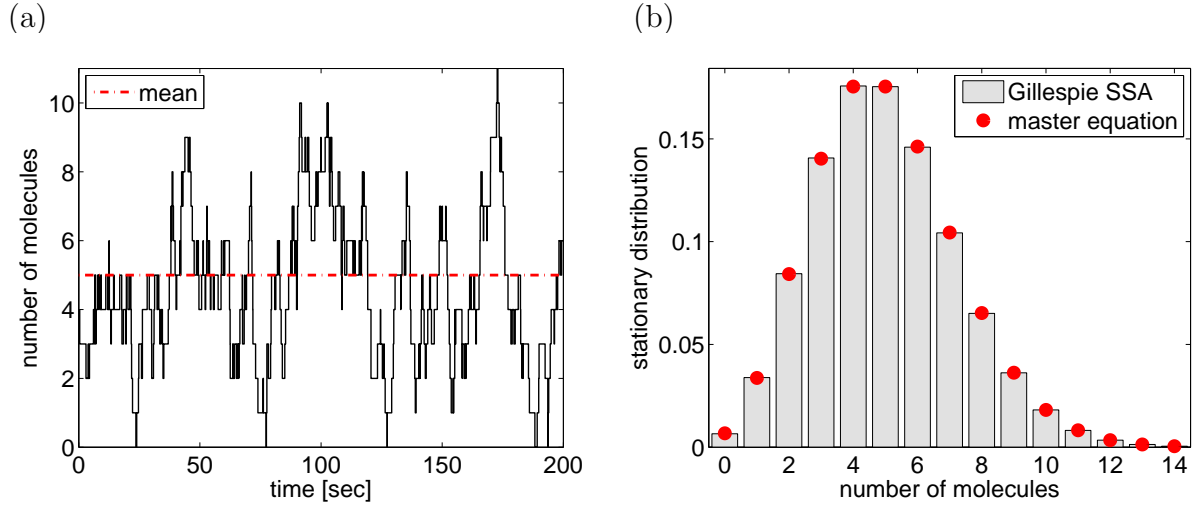 (a)
mean
number of molecules
10
8
6
4
2
0
0 50 100 150 200
time [sec]
(b)
Gillespie SSA
master equation
stationary distribution
0.15
0.1
0.05
0
0 2 4 6 8 10 12 14
number of molecules